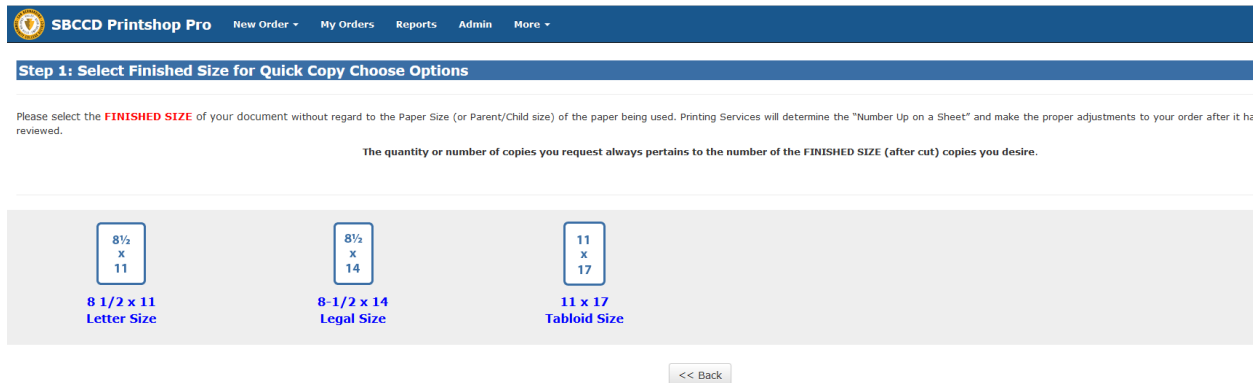 SBCCD Printshop Pro New Order My Orders Reports Admin More
Step 1: Select Finished Size for Quick Copy Choose Options
Please select the FINISHED SIZE of your document without regard to the Paper Size (or Parent/Child size) of the paper being used. Printing Services will determine the “Number Up on a Sheet” and make the proper adjustments to your order after it ha
reviewed.
The quantity or number of copies you request always pertains to the number of the FINISHED SIZE (after cut) copies you desire.
8½ 8½ 11
x x x
11 14 17
8 1/2 x 11 8-1/2 x 14 11 x 17
Letter Size Legal Size Tabloid Size
<< Back